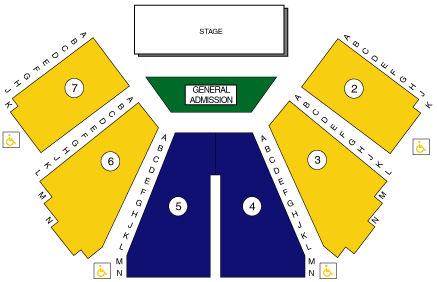 STAGE
K J H G F E D C B A
A B C D E F G H J K
7
2
GENERAL
ADMISSION
N M L K J H G F E D C B A
A B C D E F G H J K L M N
6
3
A B C D E F G H J K L M N
A B C D E F G H J K L M N
5
4